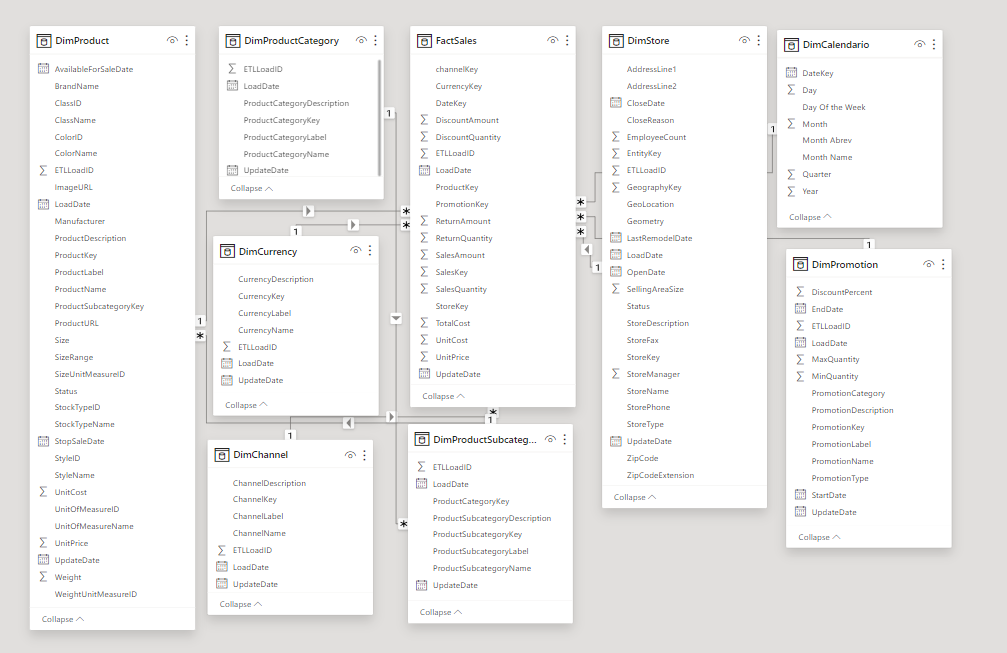 DimProduct
AvailableForSaleDate
BrandName
ClassID
ClassName
ColorID
ColorName
ETLLoadID
ImageURL
LoadDate
Manufacturer
ProductDescription
ProductKey
ProductLabel
ProductName
ProductSubcategoryKey
ProductURL
Size
SizeRange
SizeUnitMeasureID
Status
StockTypeID
StockTypeName
StopSaleDate
StyleID
StyleName
UnitCost
UnitOfMeasureID
UnitOfMeasureName
UnitPrice
UpdateDate
Weight
WeightUnitMeasureID
Collapse
DimProductCategory
ETLLoadID
LoadDate
ProductCategoryDescription
ProductCategoryKey
ProductCategoryLabel
ProductCategoryName
UpdateDate
Collapse
DimCurrency
CurrencyDescription
CurrencyKey
CurrencyLabel
CurrencyName
ETLLoadID
LoadDate
UpdateDate
Collapse
DimChannel
ChannelDescription
ChannelKey
ChannelLabel
ChannelName
ETLLoadID
LoadDate
UpdateDate
Collapse
FactSales
channelKey
CurrencyKey
DateKey
DiscountAmount
DiscountQuantity
ETLLoadID
LoadDate
ProductKey
PromotionKey
ReturnAmount
ReturnQuantity
SalesAmount
SalesKey
SalesQuantity
StoreKey
TotalCost
UnitCost
UnitPrice
UpdateDate
Collapse
DimProductSubcateg...
ETLLoadID
LoadDate
ProductCategoryKey
ProductSubcategoryDescription
ProductSubcategoryKey
ProductSubcategoryLabel
ProductSubcategoryName
UpdateDate
Collapse
DimStore
AddressLine1
AddressLine2
CloseDate
CloseReason
EmployeeCount
EntityKey
ETLLoadID
GeographyKey
GeoLocation
Geometry
LastRemodelDate
LoadDate
OpenDate
SellingAreaSize
Status
StoreDescription
StoreFax
StoreKey
StoreManager
StoreName
StorePhone
StoreType
UpdateDate
ZipCode
ZipCodeExtension
Collapse
DimCalendario
DateKey
Day
Day Of the Week
Month
Month Abrev
Month Name
Quarter
Year
Collapse
DimPromotion
DiscountPercent
EndDate
ETLLoadID
LoadDate
MaxQuantity
MinQuantity
PromotionCategory
PromotionDescription
PromotionKey
PromotionLabel
PromotionName
PromotionType
StartDate
UpdateDate
Collapse
1
*
1
1
1
*
*
*
1
*
*
*
*
1
1
1